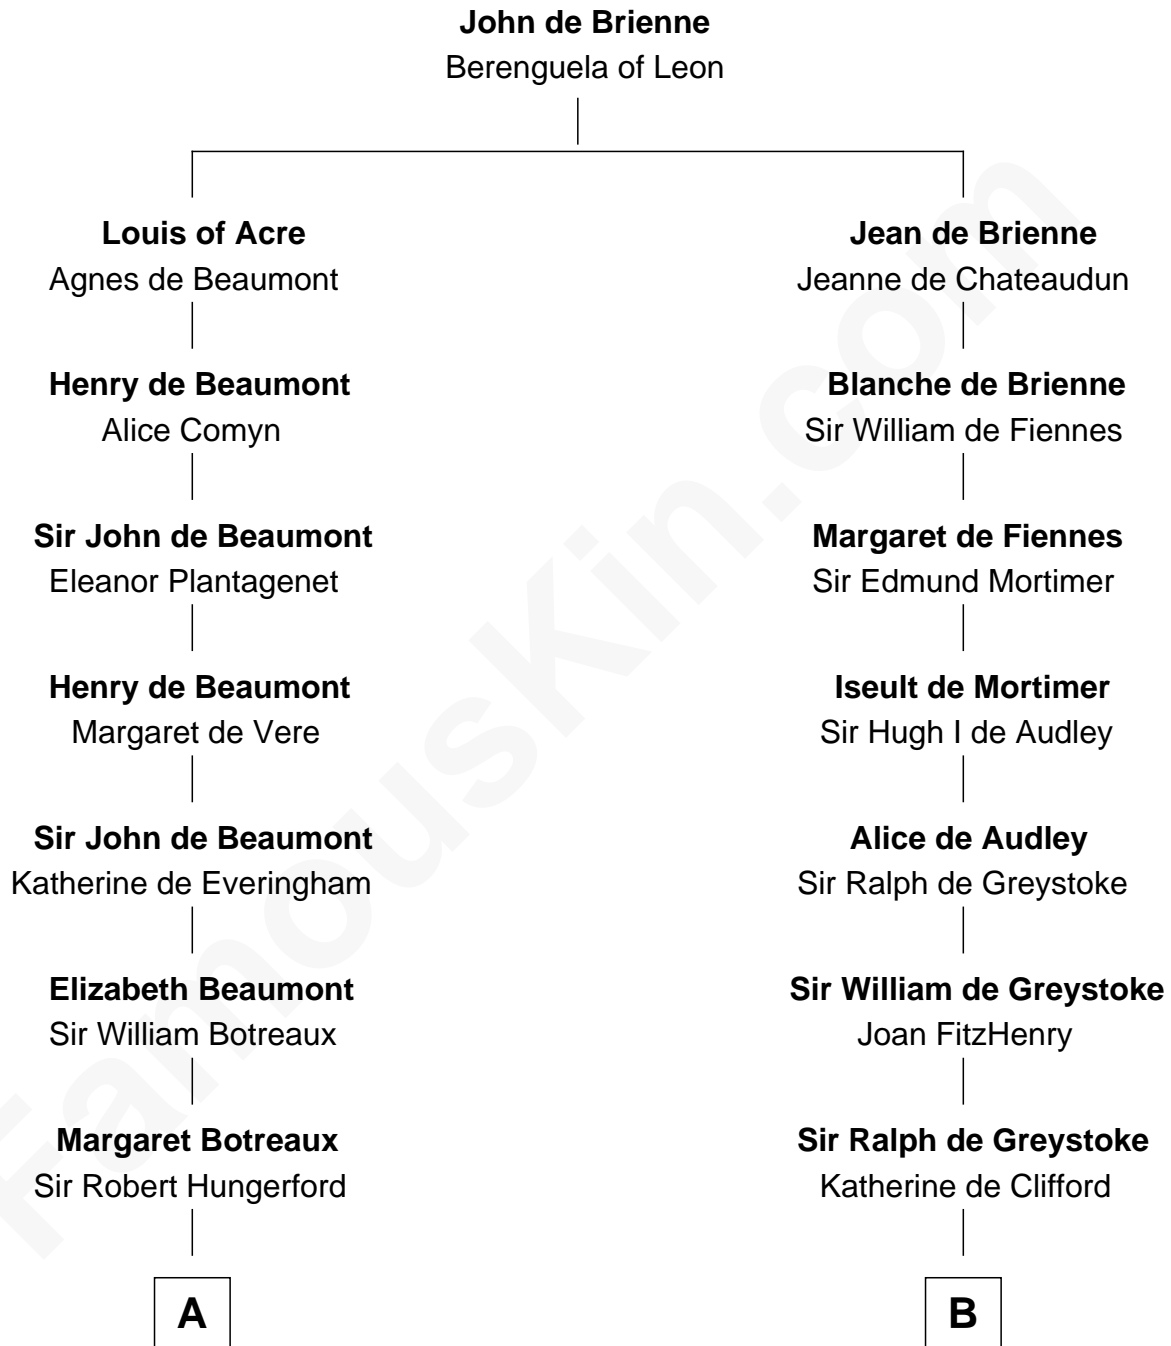 John de Brienne
Berenguela of Leon
Louis of Acre
Agnes de Beaumont
Jean de Brienne
Jeanne de Chateaudun
Henry de Beaumont
Alice Comyn
Blanche de Brienne
Sir William de Fiennes
Sir John de Beaumont
Eleanor Plantagenet
Margaret de Fiennes
Sir Edmund Mortimer
Henry de Beaumont
Margaret de Vere
Iseult de Mortimer
Sir Hugh I de Audley
Sir John de Beaumont
Katherine de Everingham
Alice de Audley
Sir Ralph de Greystoke
Elizabeth Beaumont
Sir William Botreaux
Sir William de Greystoke
Joan FitzHenry
Margaret Botreaux
Sir Robert Hungerford
Sir Ralph de Greystoke
Katherine de Clifford
A
B
FamousKin.com